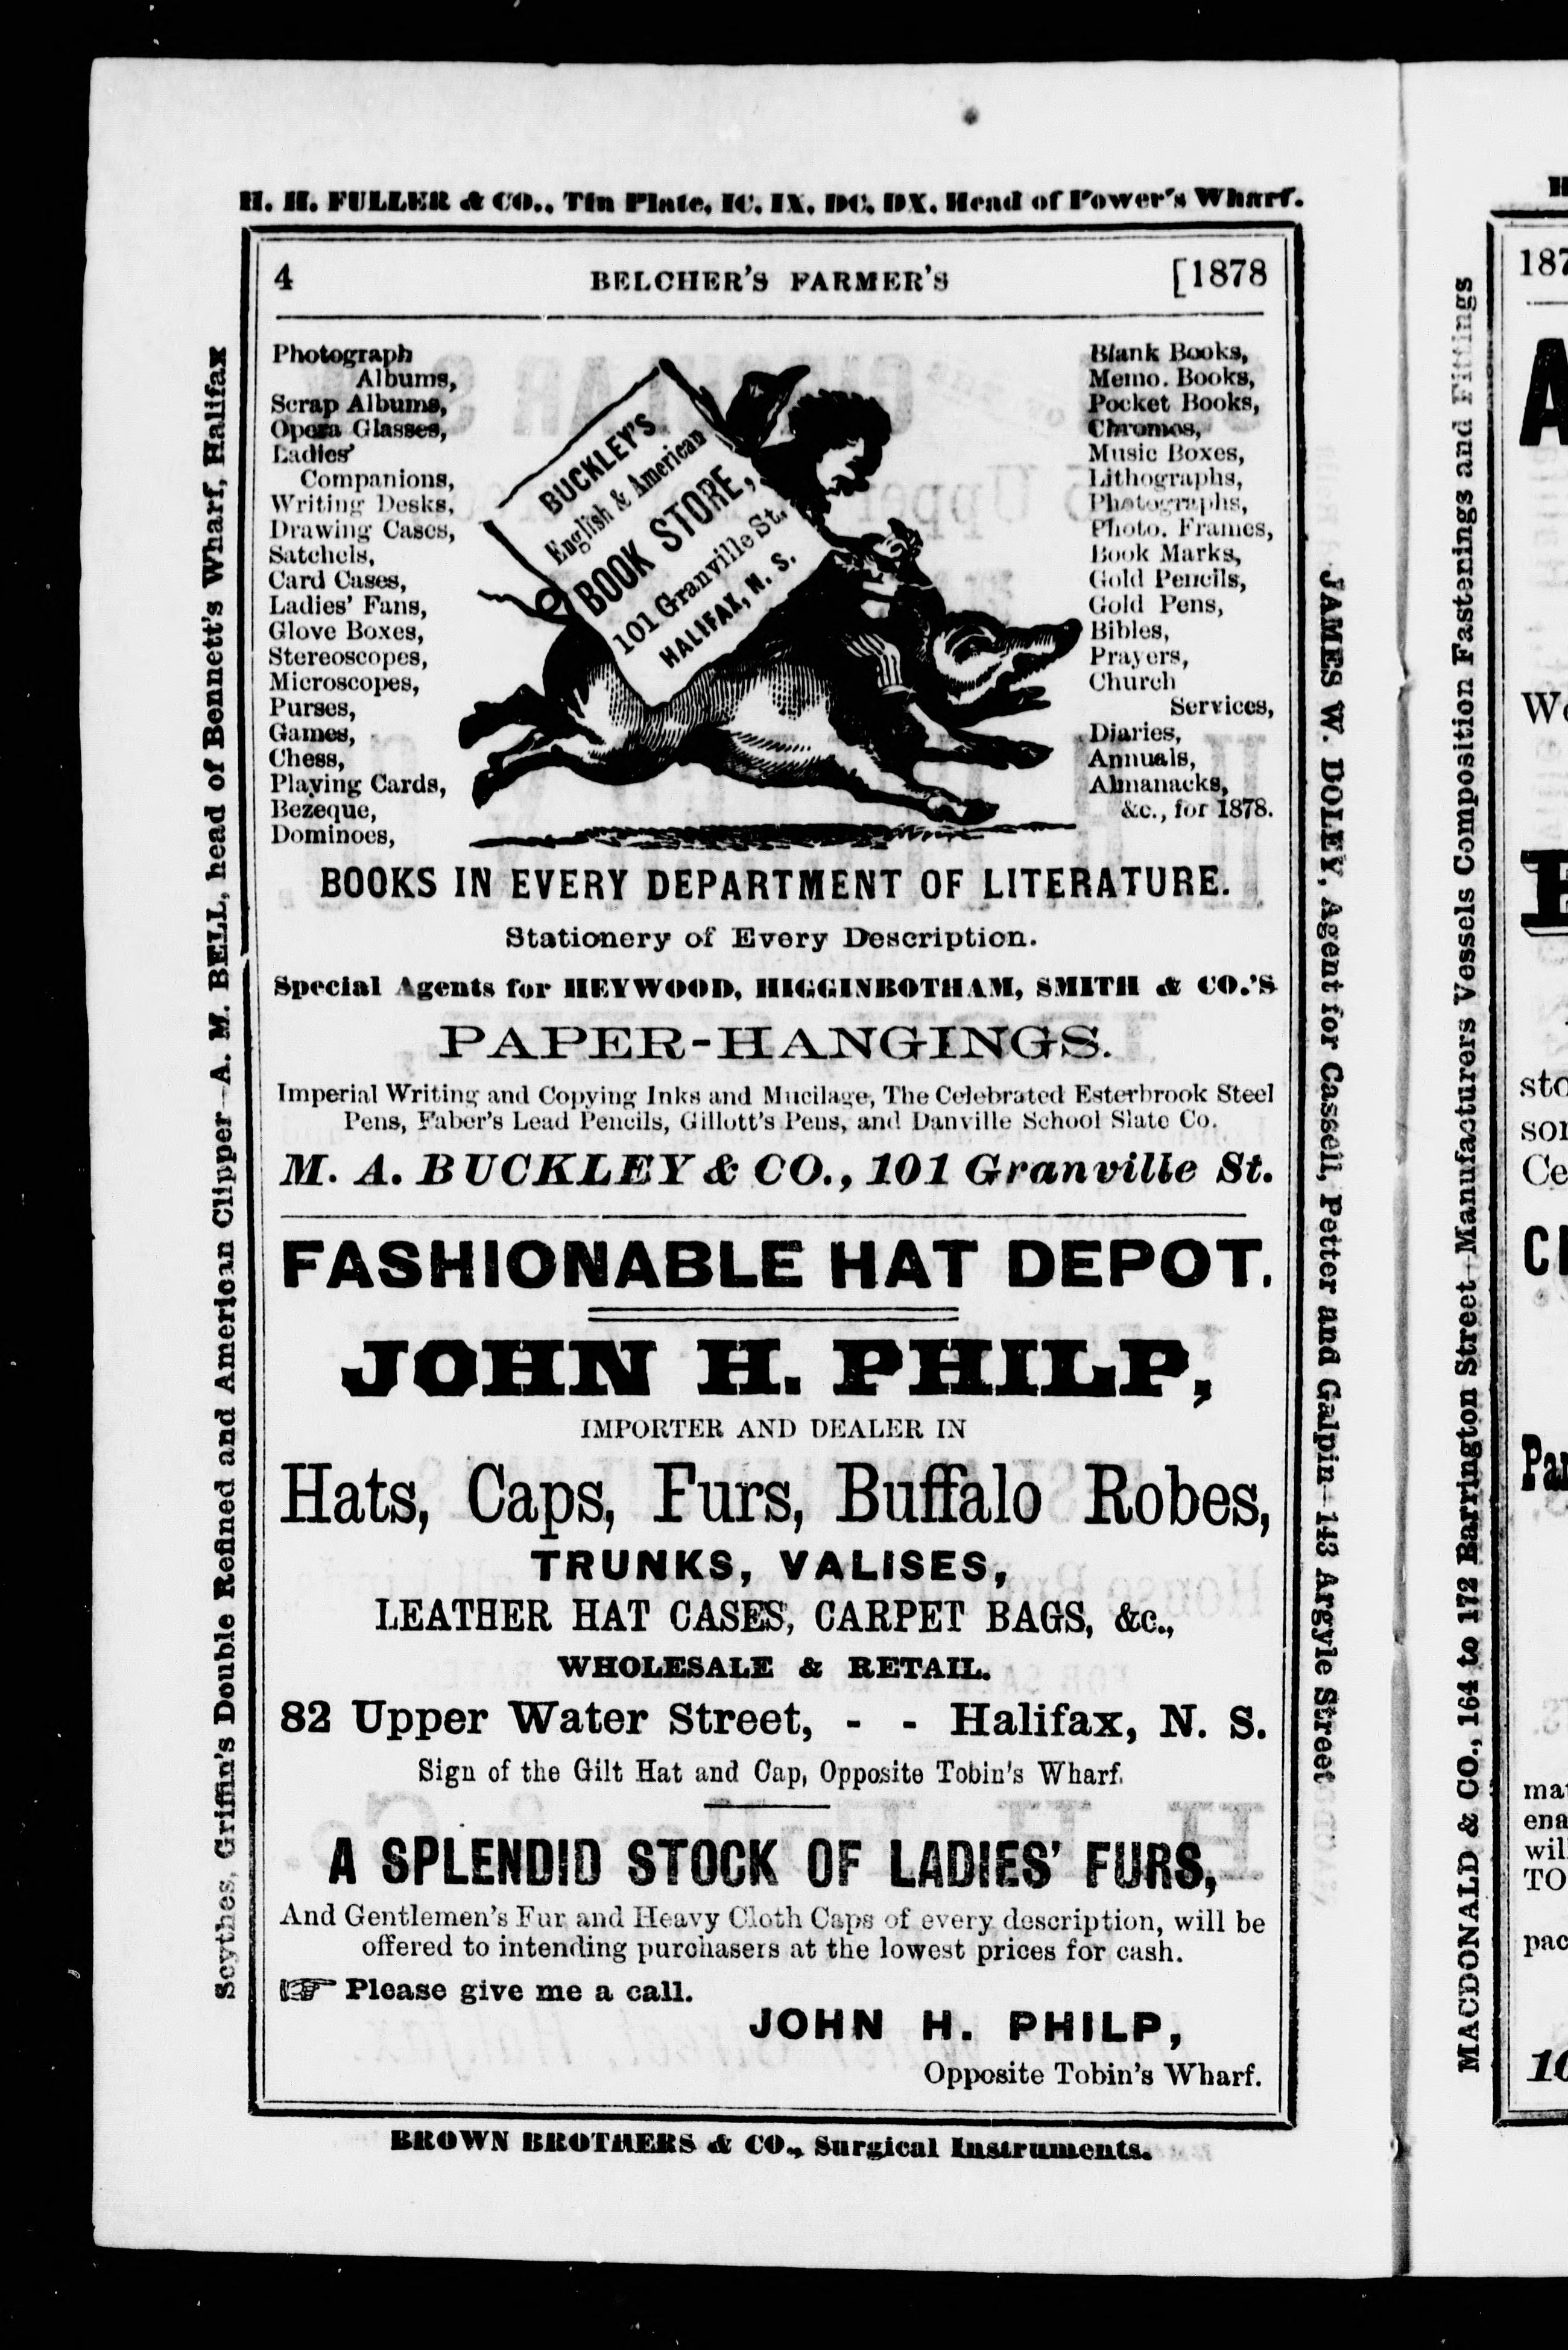 H. H. FULLER & CO., Tin Plate, IC, IX, DC, DX, Head of Power's Wharf.
4 BELCHER'S FARMER'S [1878
Photograph
Albums,
Scrap Albums,
Opera Glasses,
Ladies'
Companions,
Writing Desks,
Drawing Cases,
Satchels,
Card Cases,
Ladies' Fans,
Glove Boxes,
Stereoscopes,
Microscopes,
Purses,
Games,
Chess,
Playing Cards,
Bezeque,
Dominoes,
BUCKLEY'S
English & American
BOOK STORE,
101 Granville St.
HALIFAX, N. S.
Blank Books,
Memo. Books,
Pocket Books,
Chromos,
Music Boxes,
Lithographs,
Photographs,
Photo. Frames,
Book Marks,
Gold Pencils,
Gold Pens,
Bibles,
Prayers,
Church
Services,
Diaries,
Annuals,
Almanacks,
&c., for 1878.
BOOKS IN EVERY DEPARTMENT OF LITERATURE.
Stationery of Every Description.
Special Agents for HEYWOOD, HIGGINBOTHAM, SMITH & CO.'S
PAPER-HANGINGS.
Imperial Writing and Copying Inks and Mucilage, The Celebrated Esterbrook Steel
Pens, Faber's Lead Pencils, Gillott's Pens, and Danville School Slate Co.
M. A. BUCKLEY & CO., 101 Granville St.
FASHIONABLE HAT DEPOT.
JOHN H. PHILP,
IMPORTER AND DEALER IN
Hats, Caps, Furs, Buffalo Robes,
TRUNKS, VALISES,
LEATHER HAT CASES, CARPET BAGS, &c.,
WHOLESALE & RETAIL.
82 Upper Water Street, - - Halifax, N. S.
Sign of the Gilt Hat and Cap, Opposite Tobin's Wharf.
A SPLENDID STOCK OF LADIES' FURS,
And Gentlemen's Fur and Heavy Cloth Caps of every description, will be
offered to intending purchasers at the lowest prices for cash.
☞ Please give me a call.
JOHN H. PHILP,
Opposite Tobin's Wharf.
BROWN BROTHERS & CO., Surgical Instruments.
Scythes, Griffin's Double Refined and American Clipper—A. M. BELL, head of Bennett's Wharf, Halifax
JAMES W. DOLEY, Agent for Cassell, Petter and Galpin—143 Argyle Street
MACDONALD & CO., 164 to 172 Barrington Street—Manufacturers Vessels Composition Fastenings and Fittings